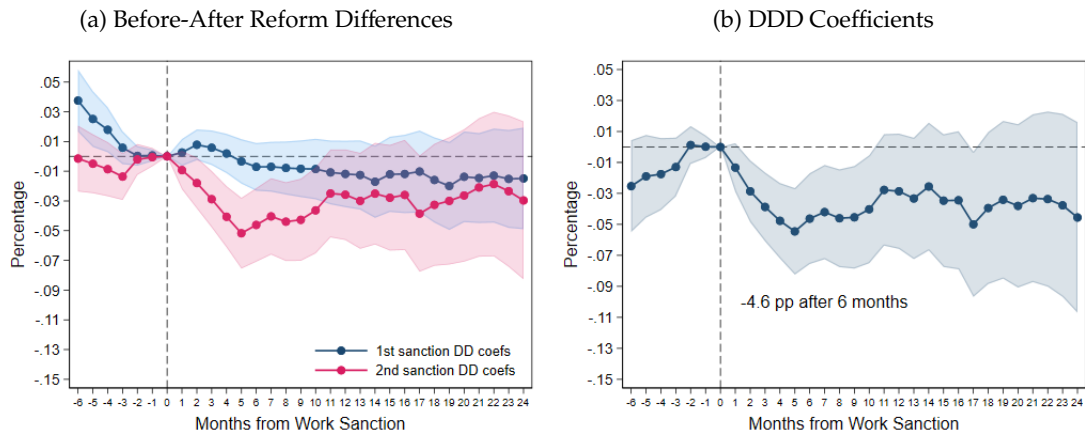 (a) Before-After Reform Differences
.05
.03
.01
-.01
-.03
-.05
-.07
-.09
-.11
-.13
-.15
Percentage
1st sanction DD coefs
2nd sanction DD coefs
-6 -5 -4 -3 -2 -1 0 1 2 3 4 5 6 7 8 9 10 11 12 13 14 15 16 17 18 19 20 21 22 23 24
Months from Work Sanction
(b) DDD Coefficients
.05
.03
.01
-.01
-.03
-.05
-.07
-.09
-.11
-.13
-.15
Percentage
-4.6 pp after 6 months
-6 -5 -4 -3 -2 -1 0 1 2 3 4 5 6 7 8 9 10 11 12 13 14 15 16 17 18 19 20 21 22 23 24
Months from Work Sanction